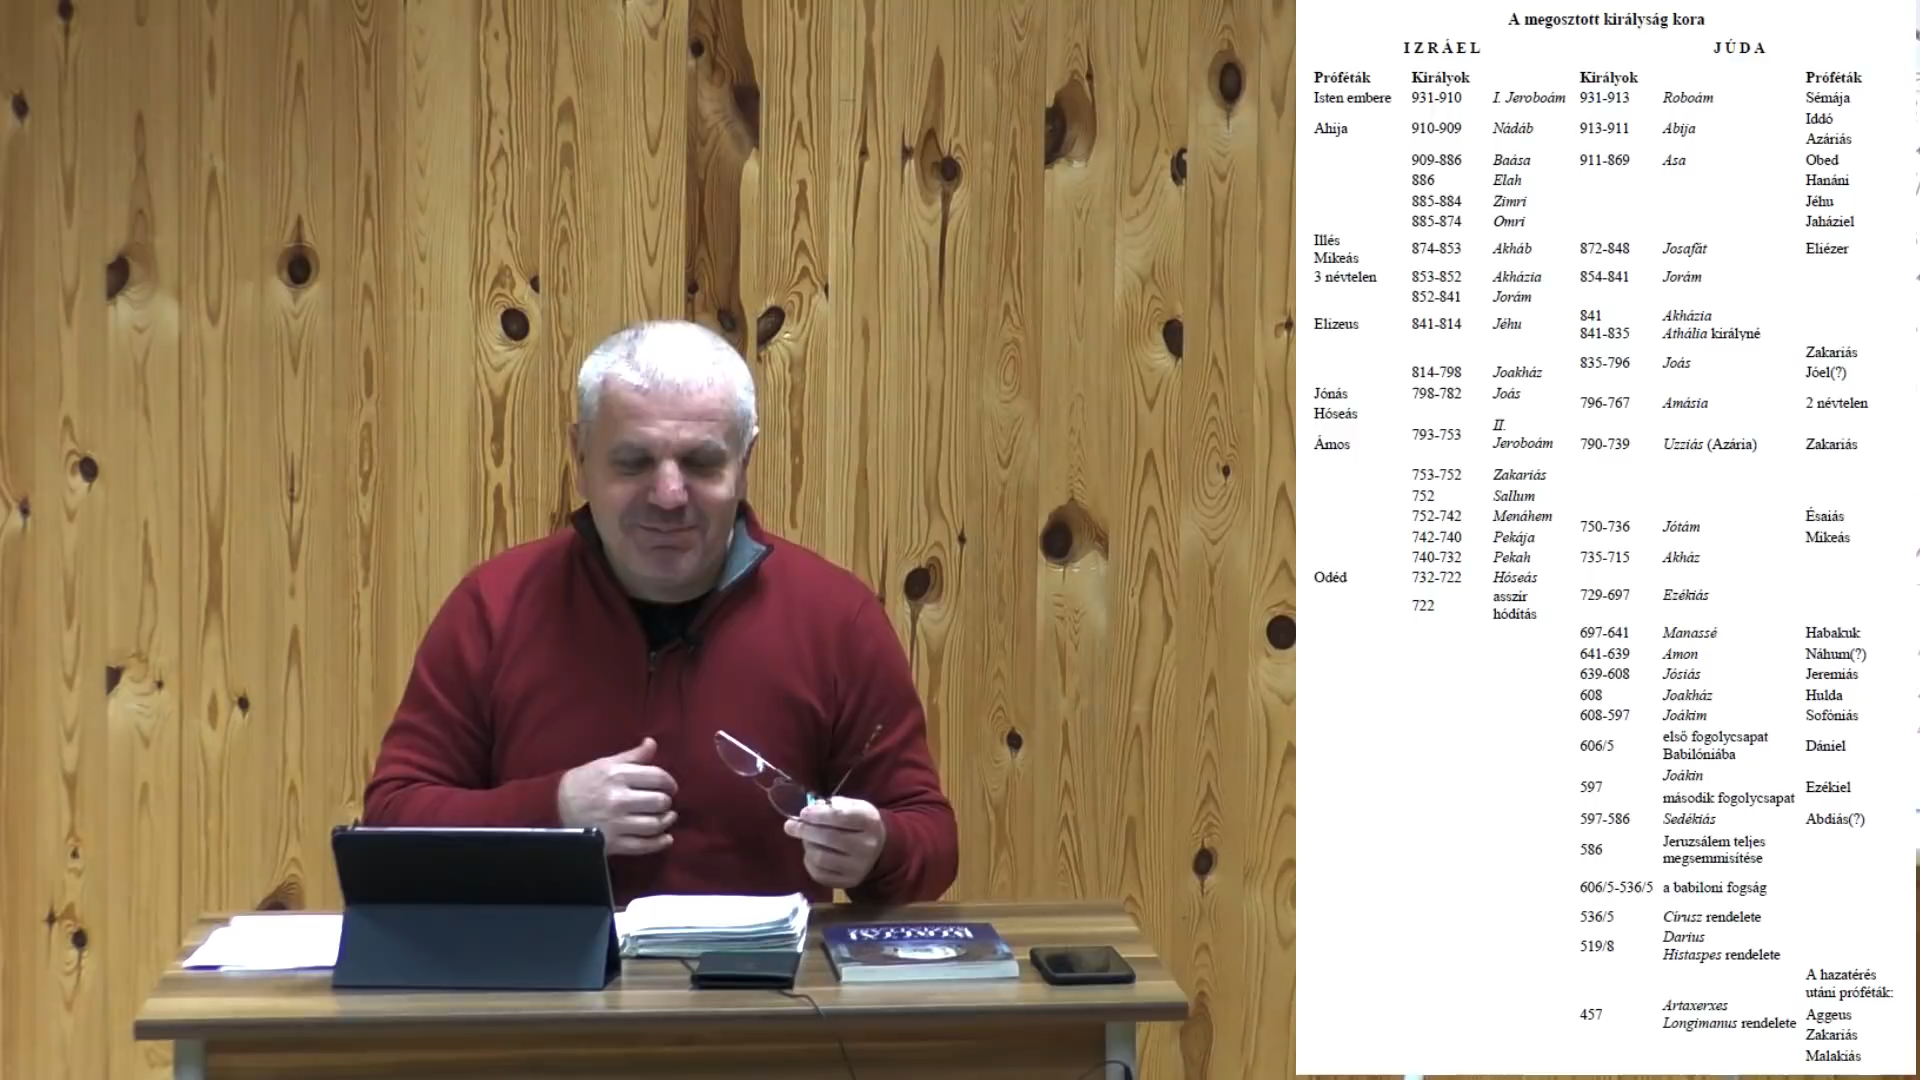 A megosztott királyság kora
IZRÁEL JÚDA
Próféták Királyok Királyok Próféták
Isten embere 931-910 I. Jeroboám 931-913 Roboám Sémája
Iddó
Ahija 910-909 Nádáb 913-911 Abija
Azáriás
909-886 Baása 911-869 Asa Obed
886 Elah Hanáni
885-884 Zimri Jéhu
885-874 Omri Jaháziel
Illés
874-853 Akháb 872-848 Josafát Eliézer
Mikeás
3 névtelen 853-852 Akházia 854-841 Jorám
852-841 Jorám
841 Akházia
Elizeus 841-814 Jéhu
841-835 Athália királyné
Zakariás
835-796 Joás
814-798 Joakház Jóel(?)
Jónás 798-782 Joás
796-767 Amásia 2 névtelen
Hóseás
II.
793-753 Jeroboám
Ámos 790-739 Uzziás (Azária) Zakariás
753-752 Zakariás
752 Sallum
752-742 Menáhem Ésaiás
750-736 Jótám
742-740 Pekája Mikeás
740-732 Pekah 735-715 Akház
Odéd 732-722 Hóseás
729-697 Ezékiás
722 asszír
hódítás
697-641 Manassé Habakuk
641-639 Amon Náhum(?)
639-608 Jósiás Jeremiás
608 Joakház Hulda
608-597 Joákim Sofóniás
606/5 első fogolycsapat
Babilóniába Dániel
Joákin
597 Ezékiel
második fogolycsapat
597-586 Sedékiás Abdiás(?)
586 Jeruzsálem teljes
megsemmisítése
606/5-536/5 a babiloni fogság
536/5 Círusz rendelete
519/8 Darius
Histaspes rendelete
A hazatérés
utáni próféták:
457 Artaxerxes
Longimanus rendelete Aggeus
Zakariás
Malakiás